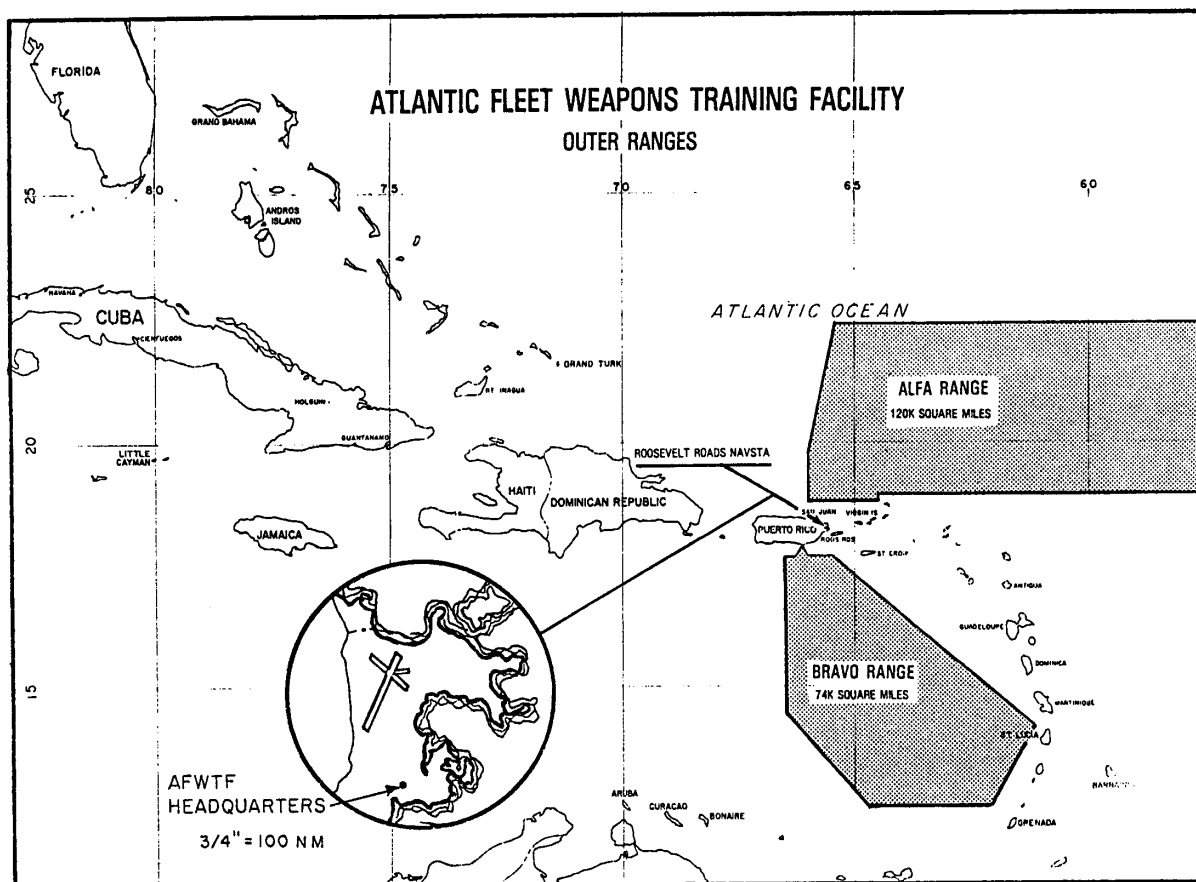 FLORIDA
ATLANTIC FLEET WEAPONS TRAINING FACILITY
OUTER RANGES
GRAND BAHAMA
80
75
70
65
60
25
ANDROS
ISLAND
HAVANA
CUBA
CIENFUEGOS
ATLANTIC OCEAN
GRAND TURK
GT INAGUA
ALFA RANGE
120K SQUARE MILES
HOLGUIN
GUANTANAMO
20
LITTLE
CAYMAN
ROOSEVELT ROADS NAVSTA
HAITI
DOMINICAN REPUBLIC
SAN JUAN
VIRGIN IS
PUERTO RICO
JAMAICA
ST CROIX
ANTIGUA
GUADELOUPE
DOMINICA
BRAVO RANGE
74K SQUARE MILES
15
MARTINIQUE
ST. LUCIA
AFWTF
HEADQUARTERS
3/4" = 100 NM
ARUBA
CURACAO
BONAIRE
GRENADA